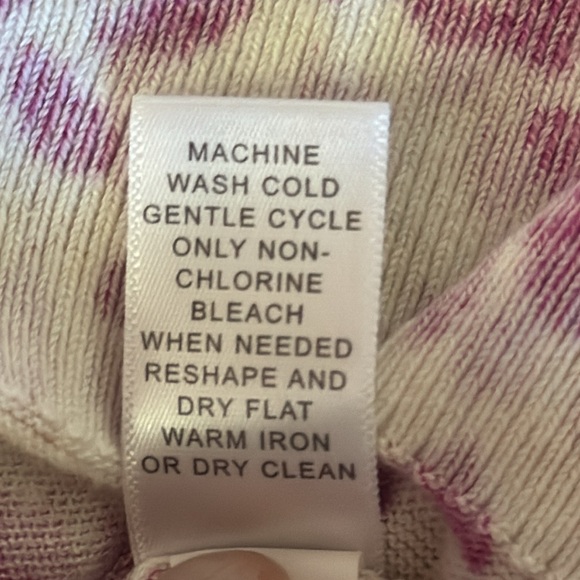 MACHINE
WASH COLD
GENTLE CYCLE
ONLY NON-
CHLORINE
BLEACH
WHEN NEEDED
RESHAPE AND
DRY FLAT
WARM IRON
OR DRY CLEAN